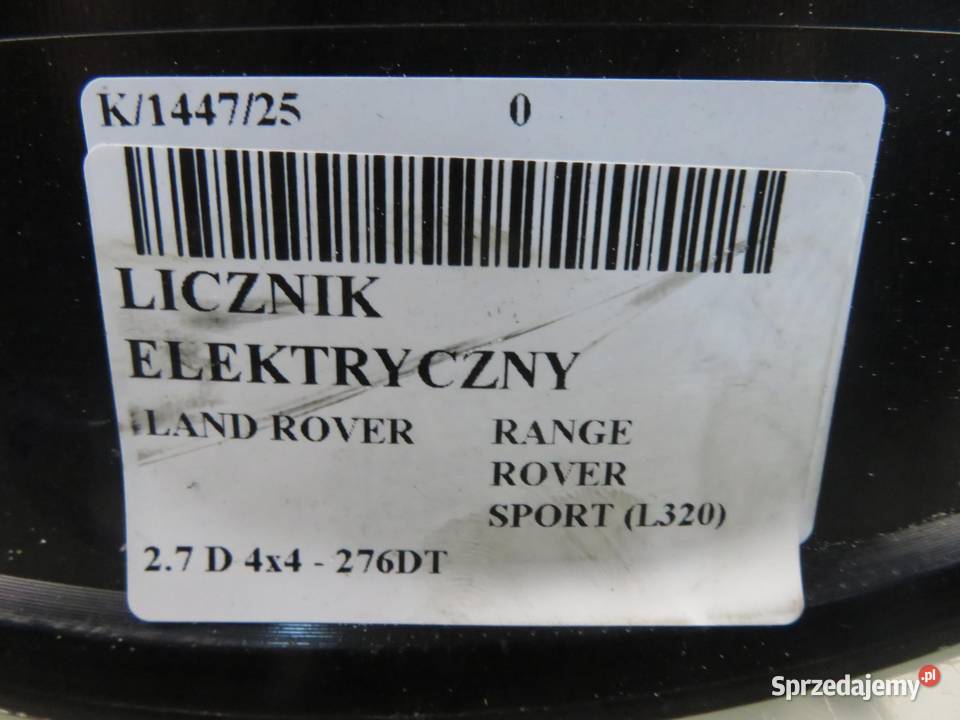 K/1447/25 0
LICZNIK
ELEKTRYCZNY
LAND ROVER RANGE
ROVER
SPORT (L320)
2.7 D 4x4 - 276DT
Sprzedajemy.pl